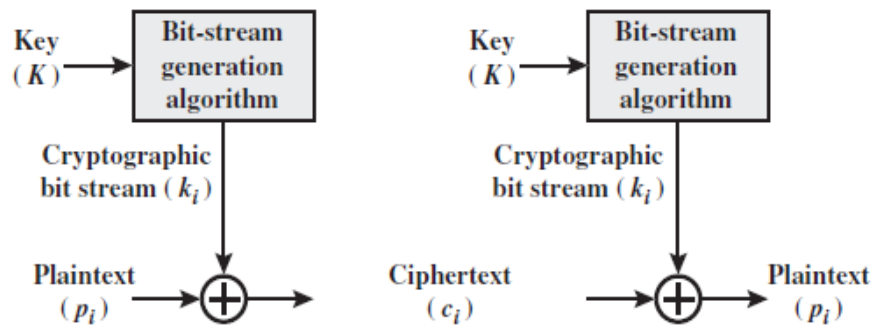 Key
(K)
Bit-stream
generation
algorithm
Cryptographic
bit stream (kᵢ)
Plaintext
(pᵢ)
Key
(K)
Bit-stream
generation
algorithm
Cryptographic
bit stream (kᵢ)
Ciphertext
(cᵢ)
Plaintext
(pᵢ)